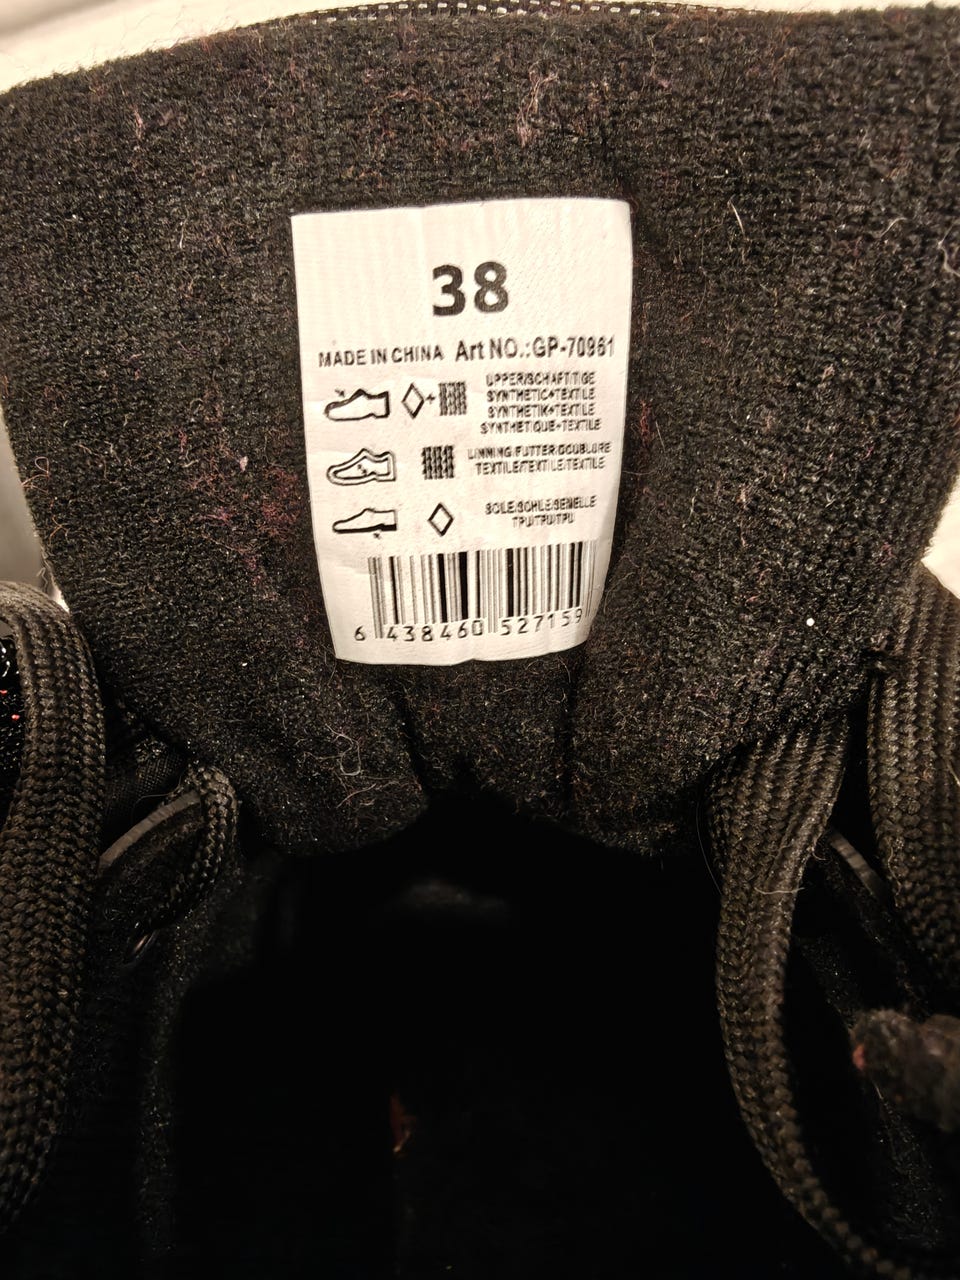 38
MADE IN CHINA Art NO.:GP-70961
UPPER/SCHAFT/TIGE
SYNTHETIC+TEXTILE
SYNTHETIK+TEXTILE
SYNTHETIQUE+TEXTILE
LINNING/FUTTER/DOUBLURE
TEXTILE/TEXTILE/TEXTILE
SOLE/SOHLE/SEMELLE
TPU/TPU/TPU
6 438460 527159